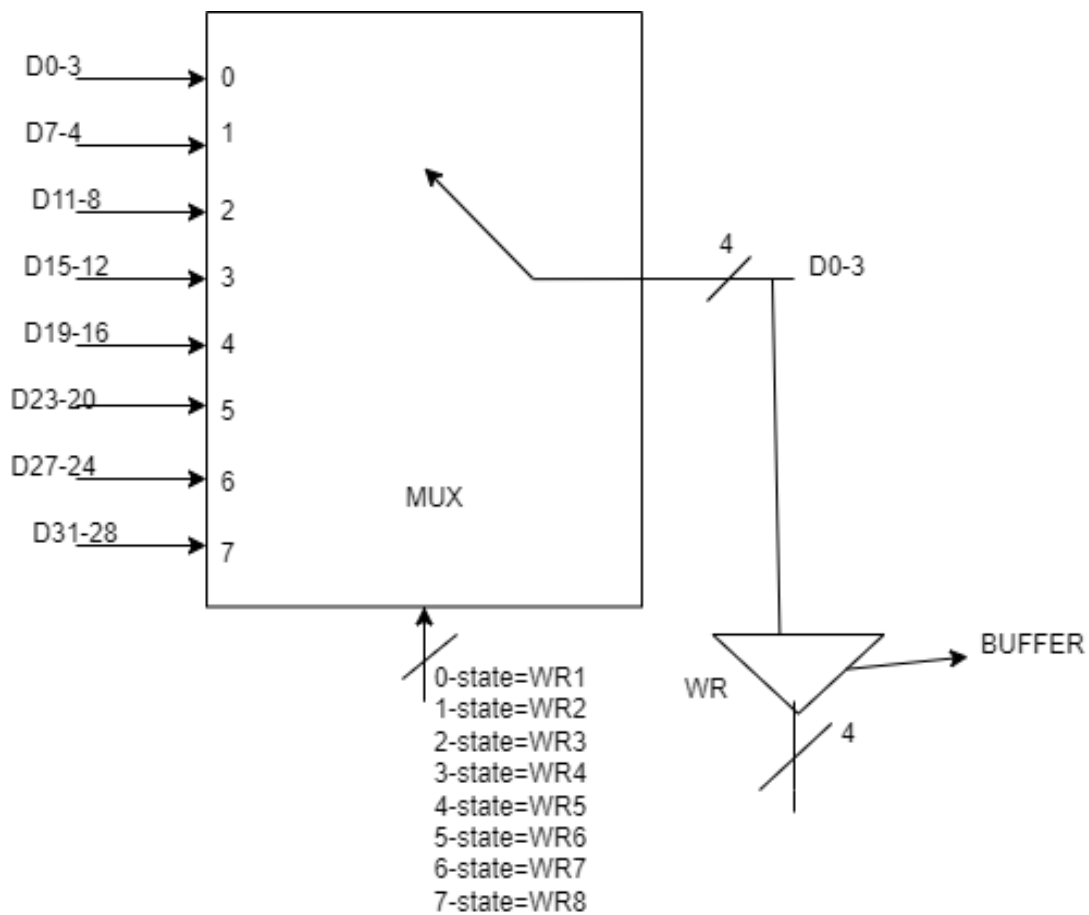 D0-3
0
D7-4
1
D11-8
2
D15-12
3
4
D0-3
D19-16
4
D23-20
5
D27-24
6
MUX
D31-28
7
BUFFER
WR
4
0-state=WR1
1-state=WR2
2-state=WR3
3-state=WR4
4-state=WR5
5-state=WR6
6-state=WR7
7-state=WR8